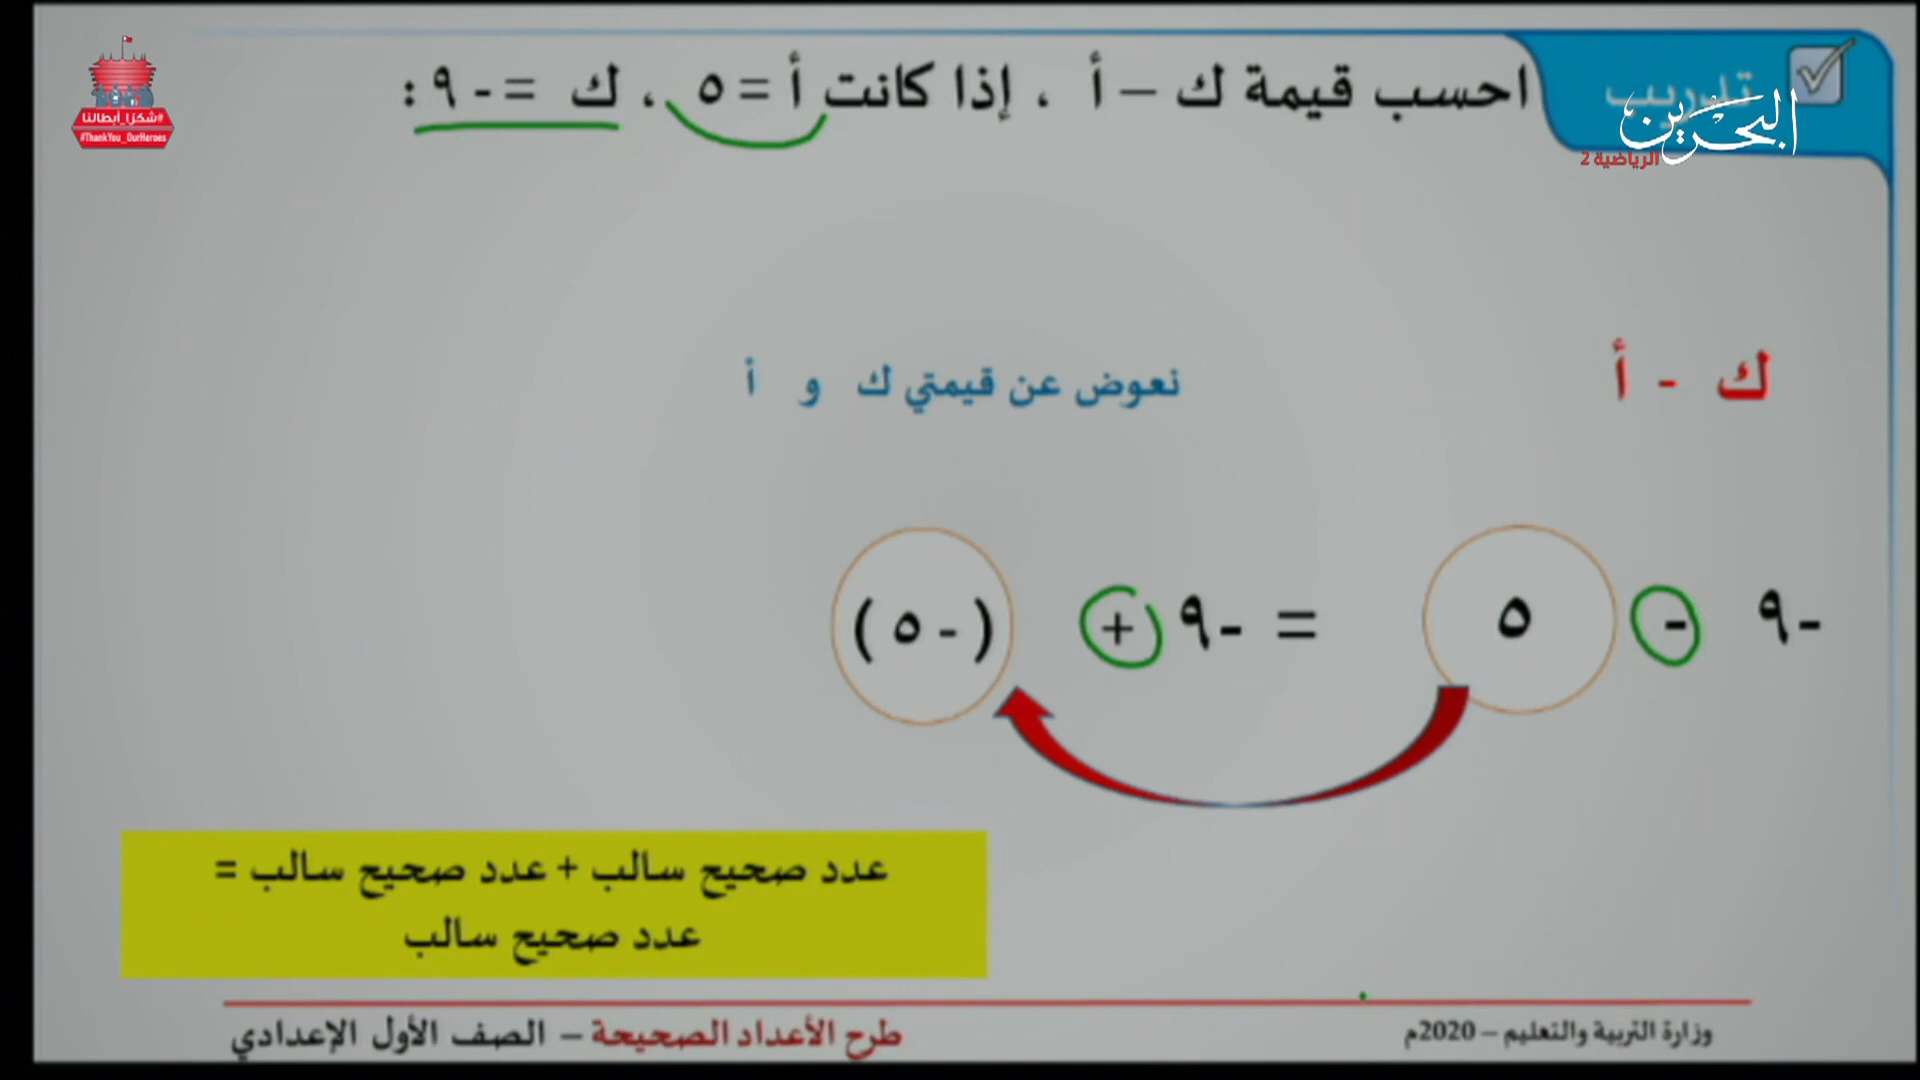 تدريب
البحرين
الرياضية 2
#شكرا_أبطالنا
#ThankYou_OurHeroes
احسب قيمة ك – أ ، إذا كانت أ = ٥ ، ك = -٩ :
ك - أ
نعوض عن قيمتي ك و أ
-٩ - ٥ = -٩ + (-٥)
عدد صحيح سالب + عدد صحيح سالب =
عدد صحيح سالب
وزارة التربية والتعليم – 2020م
طرح الأعداد الصحيحة – الصف الأول الإعدادي